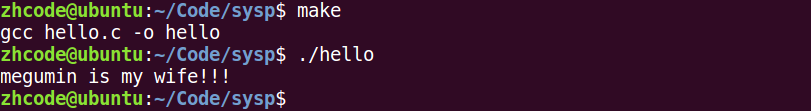 zhcode@ubuntu:~/Code/sysp$ make
gcc hello.c -o hello
zhcode@ubuntu:~/Code/sysp$ ./hello
megumin is my wife!!!
zhcode@ubuntu:~/Code/sysp$